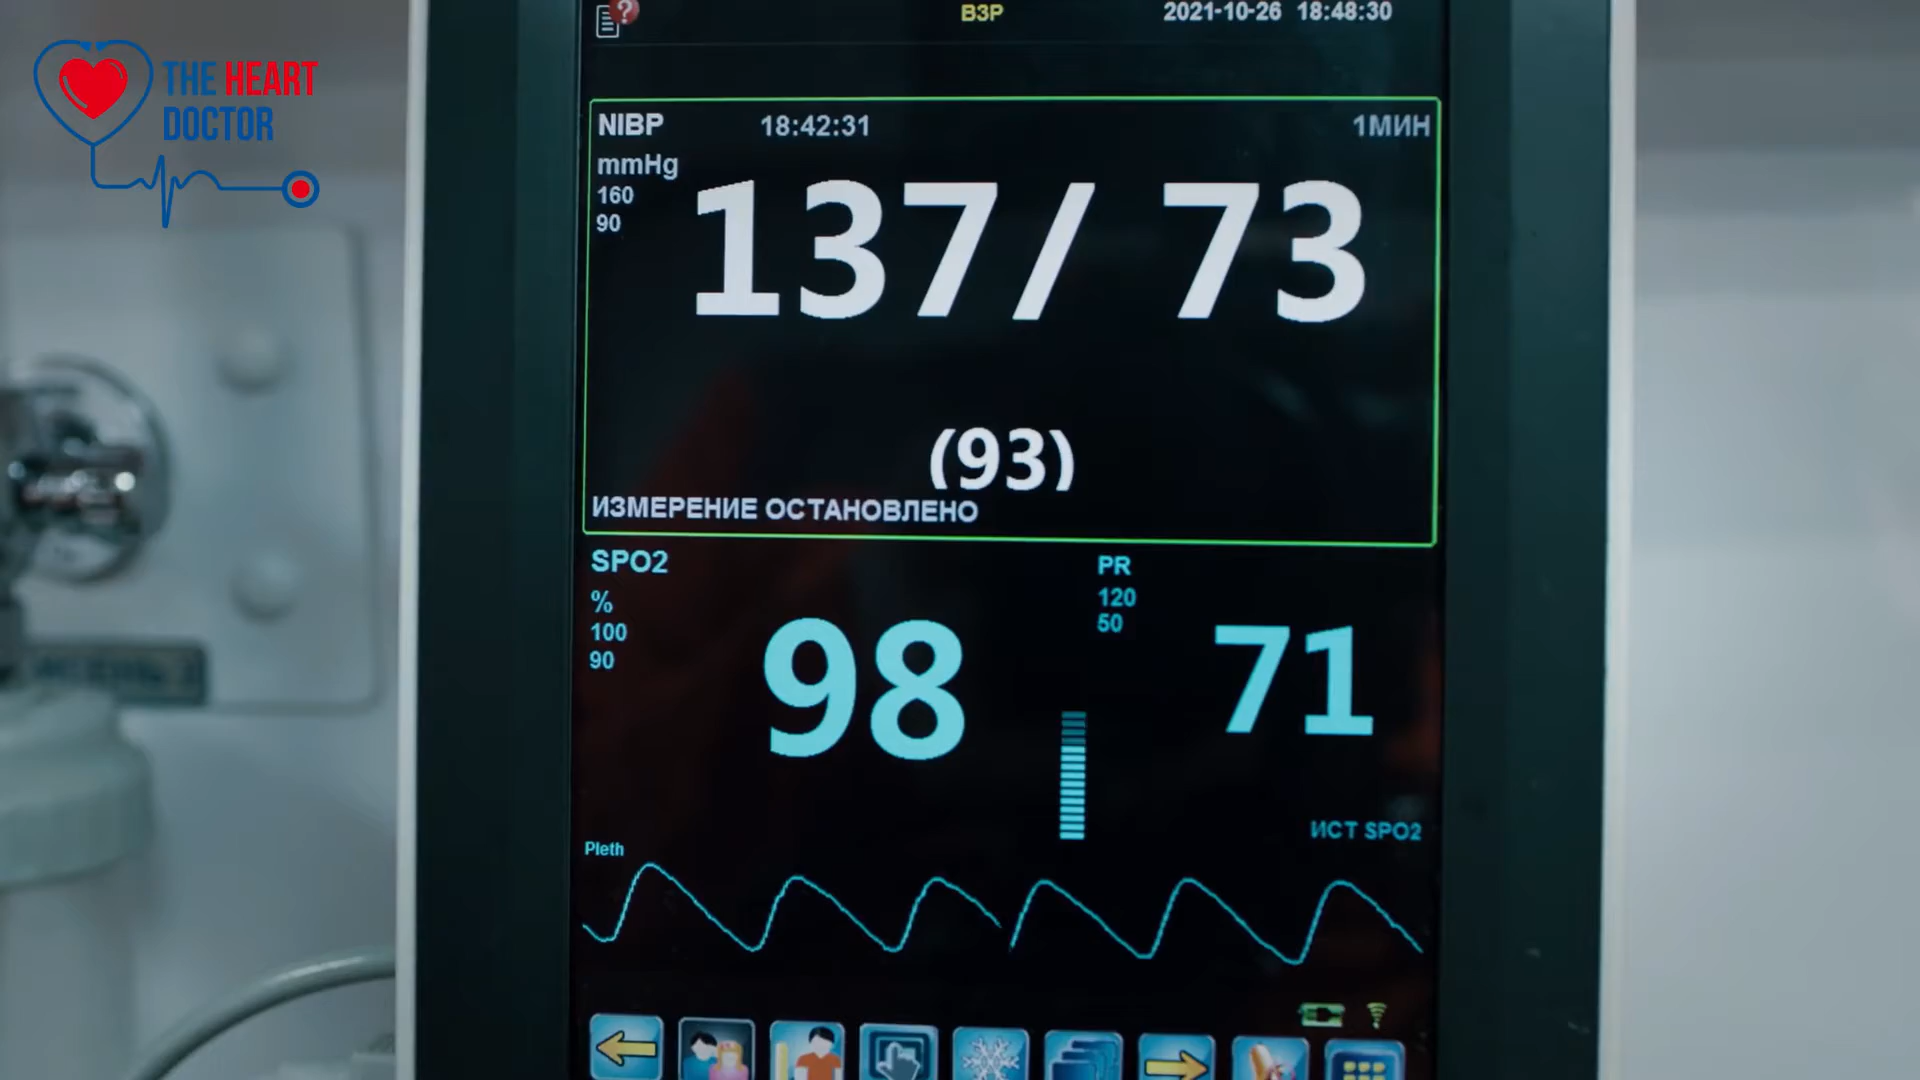 THE HEART
DOCTOR
?
ВЗР 2021-10-26 18:48:30
NIBP 18:42:31 1МИН
mmHg
160
90
137/ 73
(93)
ИЗМЕРЕНИЕ ОСТАНОВЛЕНО
SPO2
%
100
90
98
PR
120
50
71
ИСТ SPO2
Pleth